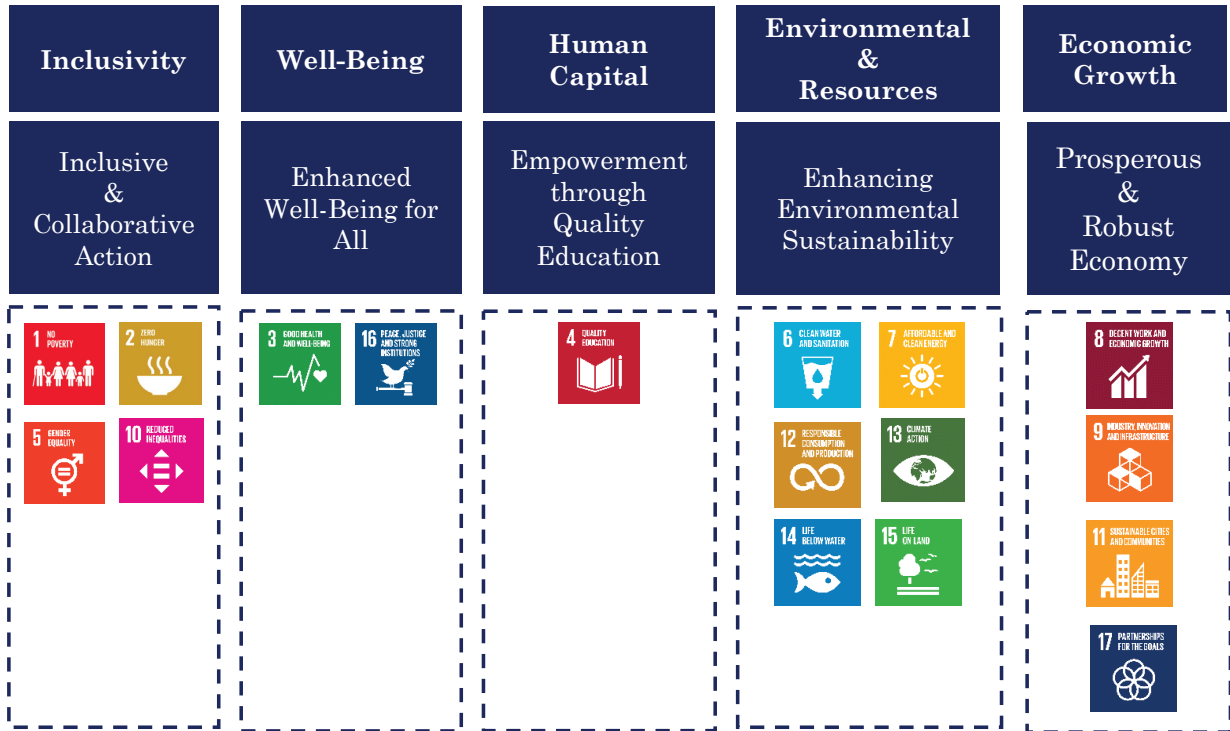 Inclusivity
Well-Being
Human
Capital
Environmental
&
Resources
Economic
Growth
Inclusive
&
Collaborative
Action
Enhanced
Well-Being for
All
Empowerment
through
Quality
Education
Enhancing
Environmental
Sustainability
Prosperous
&
Robust
Economy
1 NO
POVERTY
2 ZERO
HUNGER
5 GENDER
EQUALITY
10 REDUCED
INEQUALITIES
3 GOOD HEALTH
AND WELL-BEING
16 PEACE, JUSTICE
AND STRONG
INSTITUTIONS
4 QUALITY
EDUCATION
6 CLEAN WATER
AND SANITATION
7 AFFORDABLE AND
CLEAN ENERGY
12 RESPONSIBLE
CONSUMPTION
AND PRODUCTION
13 CLIMATE
ACTION
14 LIFE
BELOW WATER
15 LIFE
ON LAND
8 DECENT WORK AND
ECONOMIC GROWTH
9 INDUSTRY, INNOVATION
AND INFRASTRUCTURE
11 SUSTAINABLE CITIES
AND COMMUNITIES
17 PARTNERSHIPS
FOR THE GOALS